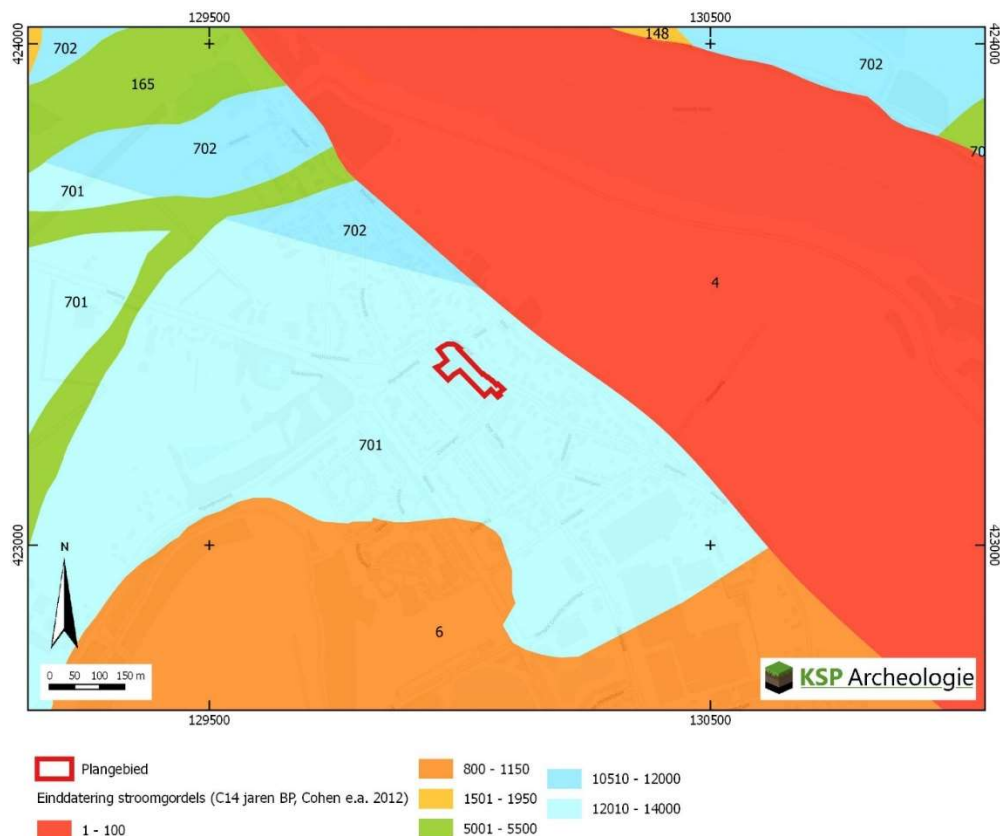 129500
130500
424000
424000
702
165
148
702
702
70
701
702
4
701
701
423000
423000
6
N
0 50 100 150 m
KSP Archeologie
129500
130500
Plangebied
Einddatering stroomgordels (C14 jaren BP, Cohen e.a. 2012)
1 - 100
800 - 1150
1501 - 1950
5001 - 5500
10510 - 12000
12010 - 14000